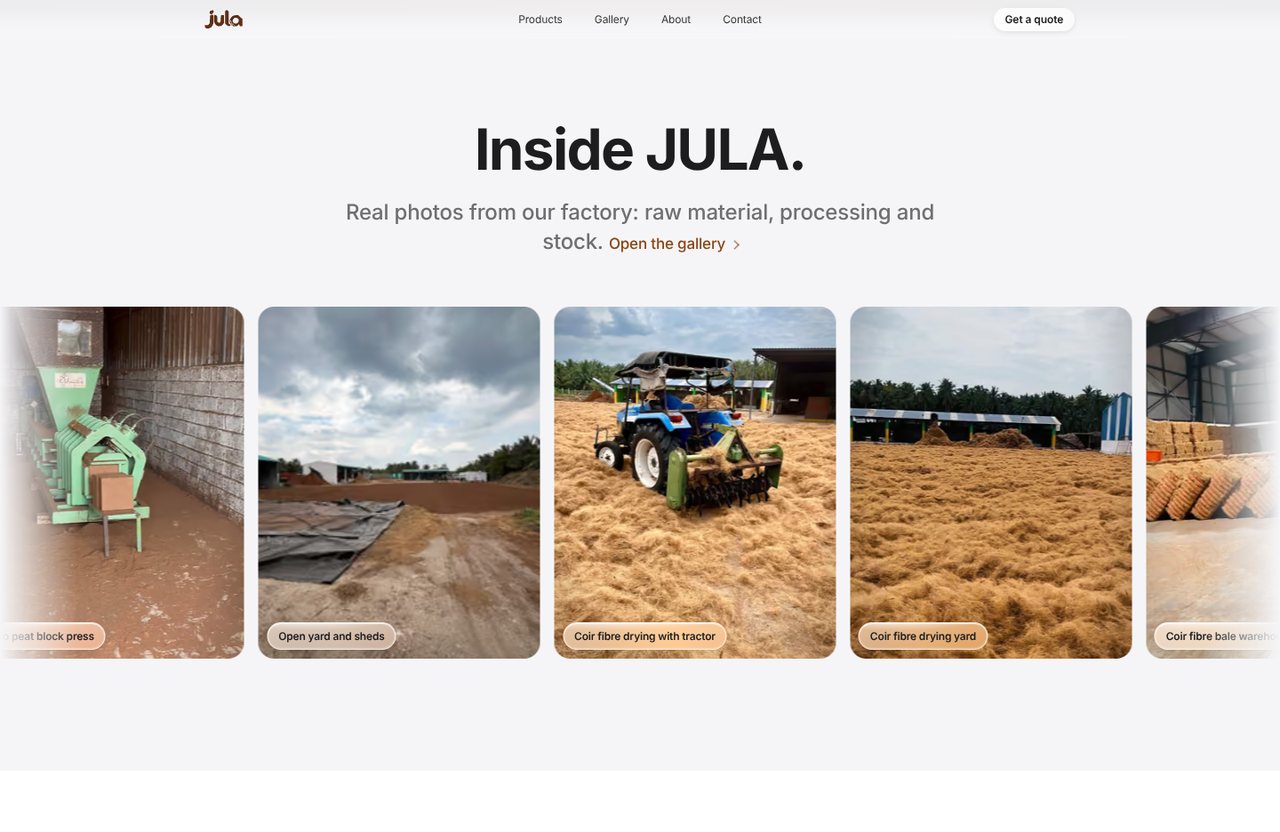 jula
Products
Gallery
About
Contact
Get a quote
Inside JULA.
Real photos from our factory: raw material, processing and
stock. Open the gallery
peat block press
Open yard and sheds
Coir fibre drying with tractor
Coir fibre drying yard
Coir fibre bale